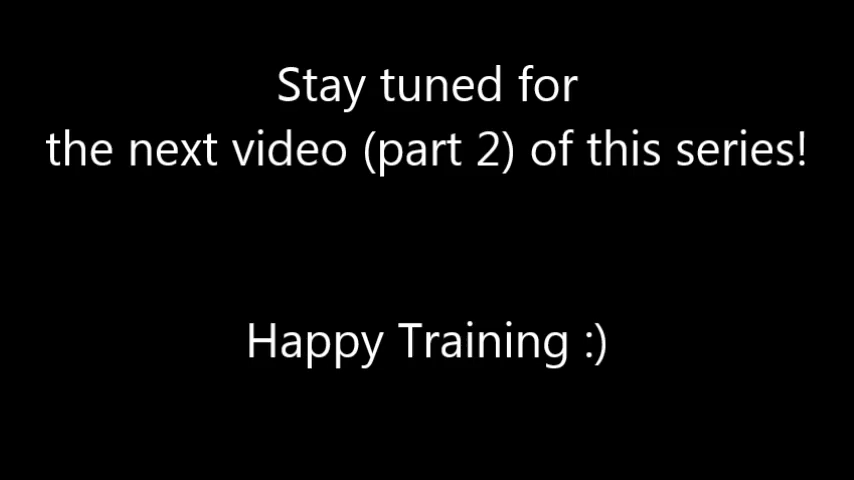 Stay tuned for
the next video (part 2) of this series!
Happy Training :)